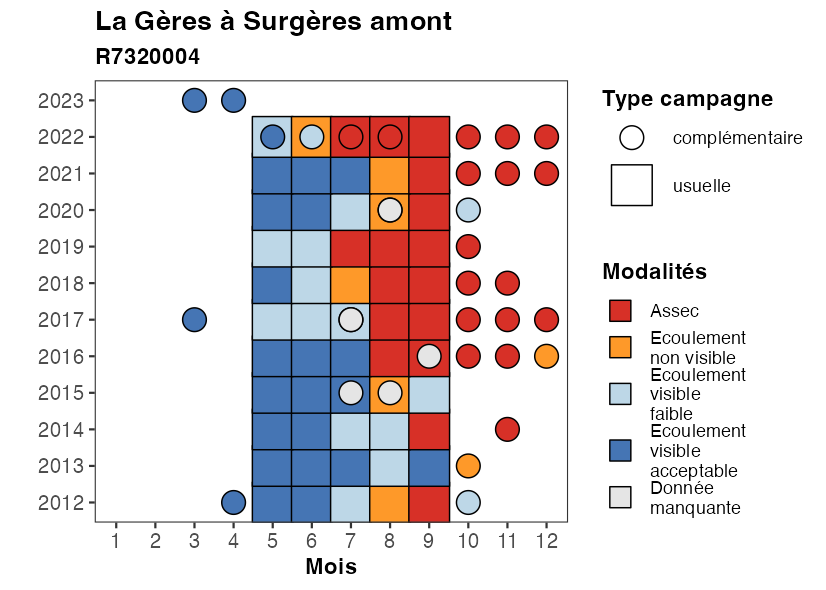 La Gères à Surgères amont
R7320004
2023
2022
2021
2020
2019
2018
2017
2016
2015
2014
2013
2012
1 2 3 4 5 6 7 8 9 10 11 12
Mois
Type campagne
complémentaire
usuelle
Modalités
Assec
Ecoulement
non visible
Ecoulement
visible
faible
Ecoulement
visible
acceptable
Donnée
manquante